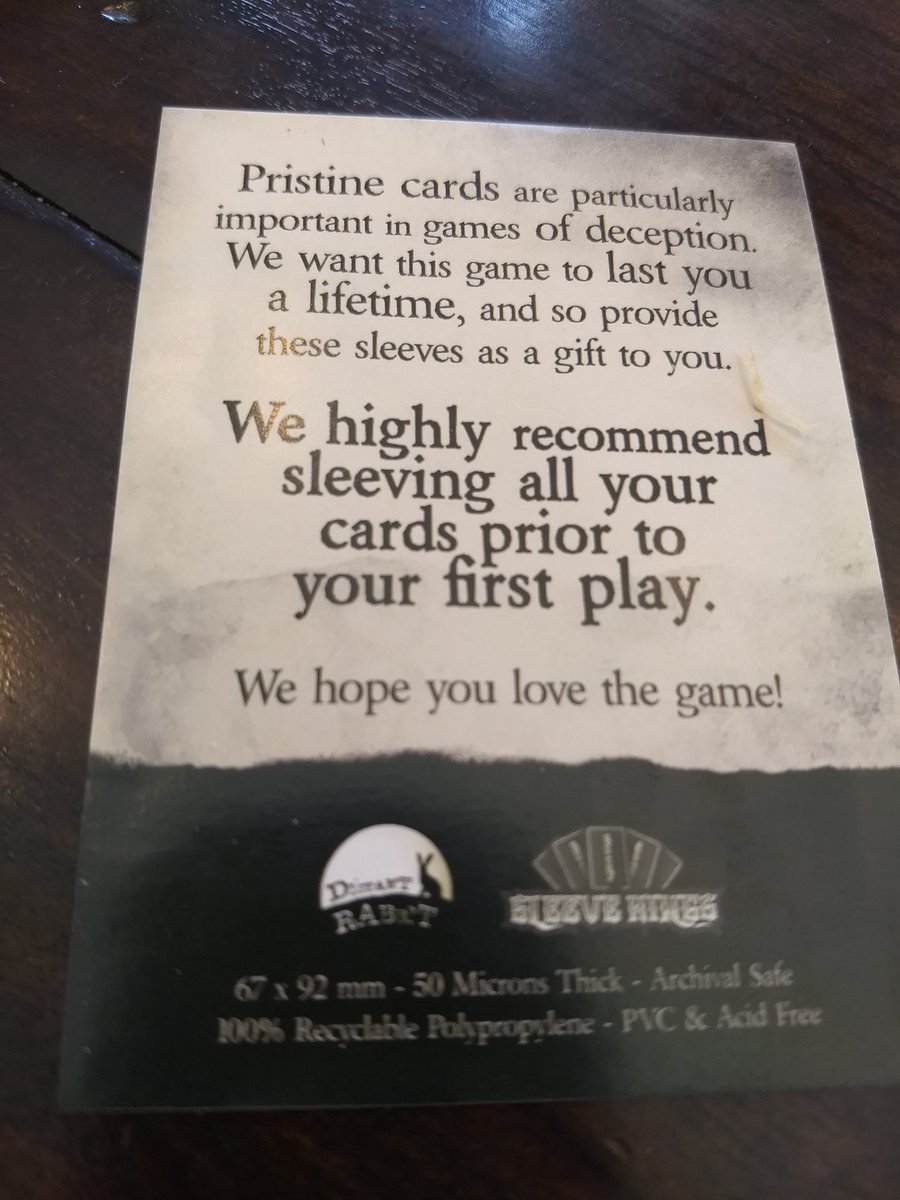 Pristine cards are particularly
important in games of deception.
We want this game to last you
a lifetime, and so provide
these sleeves as a gift to you.
We highly recommend
sleeving all your
cards prior to
your first play.
We hope you love the game!
RABBIT
SLEEVE KINGS
67 x 92 mm - 50 Microns Thick - Archival Safe
100% Recyclable Polypropylene - PVC & Acid Free